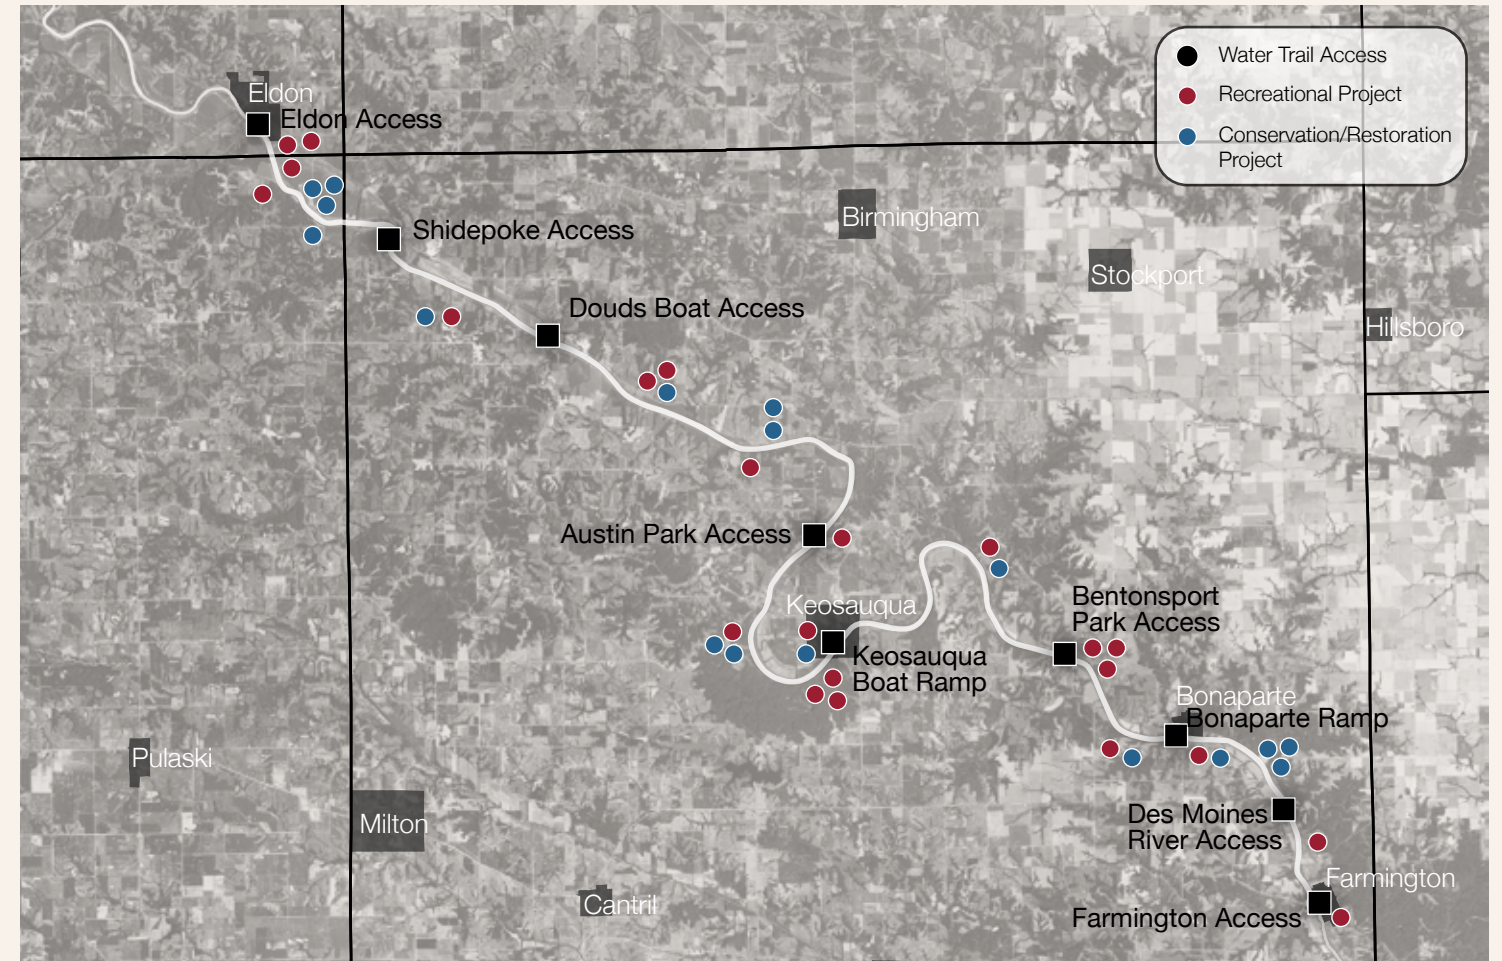 Water Trail Access
Recreational Project
Conservation/Restoration
Project
Eldon
Eldon Access
Birmingham
Shidepoke Access
Stockport
Douds Boat Access
Hillsboro
Austin Park Access
Keosauqua
Keosauqua
Boat Ramp
Bentonsport
Park Access
Bonaparte
Bonaparte Ramp
Pulaski
Milton
Des Moines
River Access
Farmington
Cantril
Farmington Access